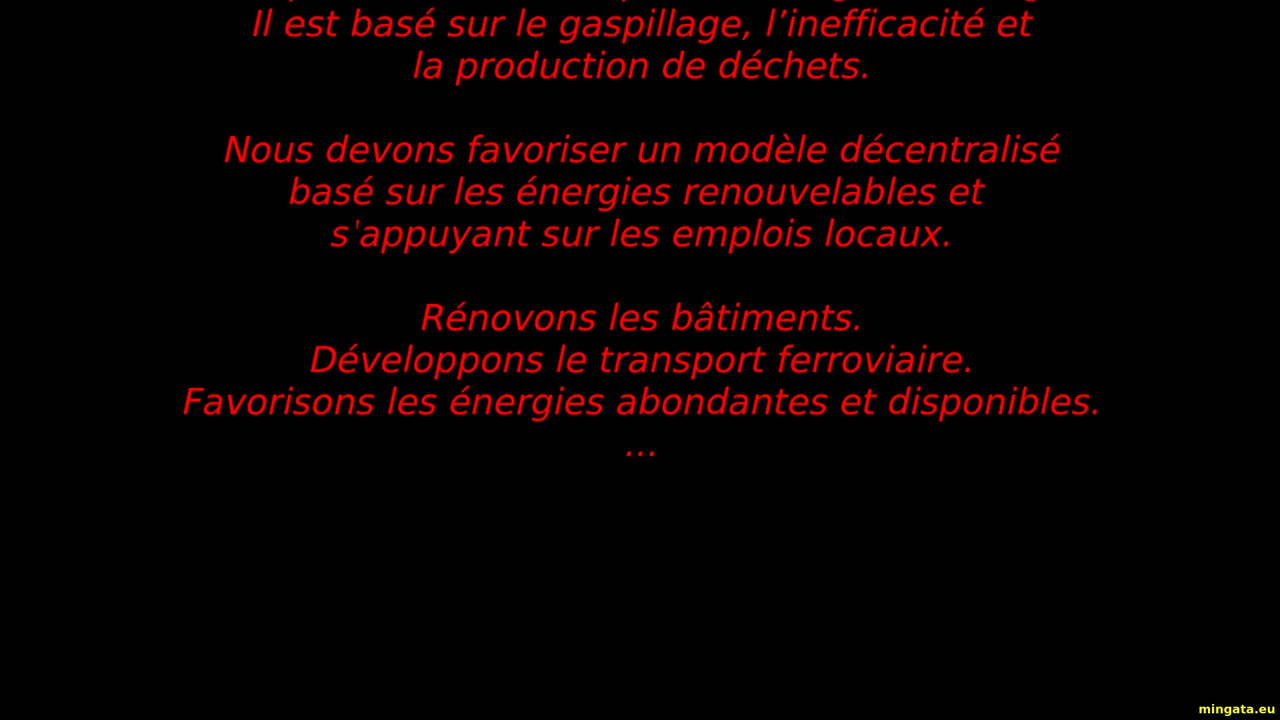 Il est basé sur le gaspillage, l’inefficacité et
la production de déchets.
Nous devons favoriser un modèle décentralisé
basé sur les énergies renouvelables et
s'appuyant sur les emplois locaux.
Rénovons les bâtiments.
Développons le transport ferroviaire.
Favorisons les énergies abondantes et disponibles.
...
mingata.eu